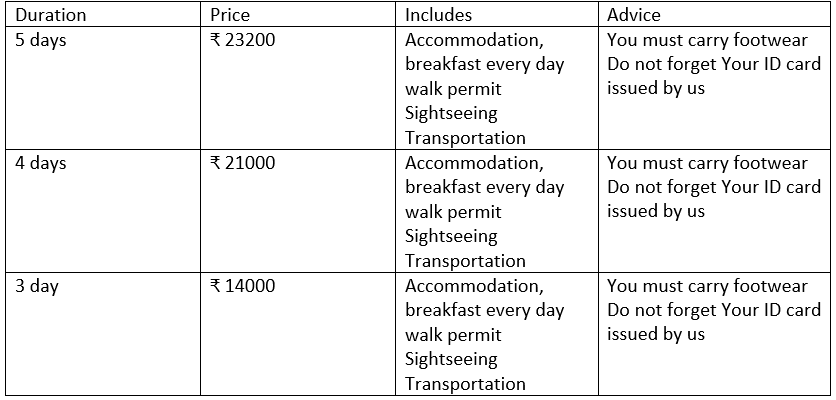 Duration Price Includes Advice
5 days ₹ 23200 Accommodation, You must carry footwear
breakfast every day Do not forget Your ID card
walk permit issued by us
Sightseeing
Transportation
4 days ₹ 21000 Accommodation, You must carry footwear
breakfast every day Do not forget Your ID card
walk permit issued by us
Sightseeing
Transportation
3 day ₹ 14000 Accommodation, You must carry footwear
breakfast every day Do not forget Your ID card
walk permit issued by us
Sightseeing
Transportation